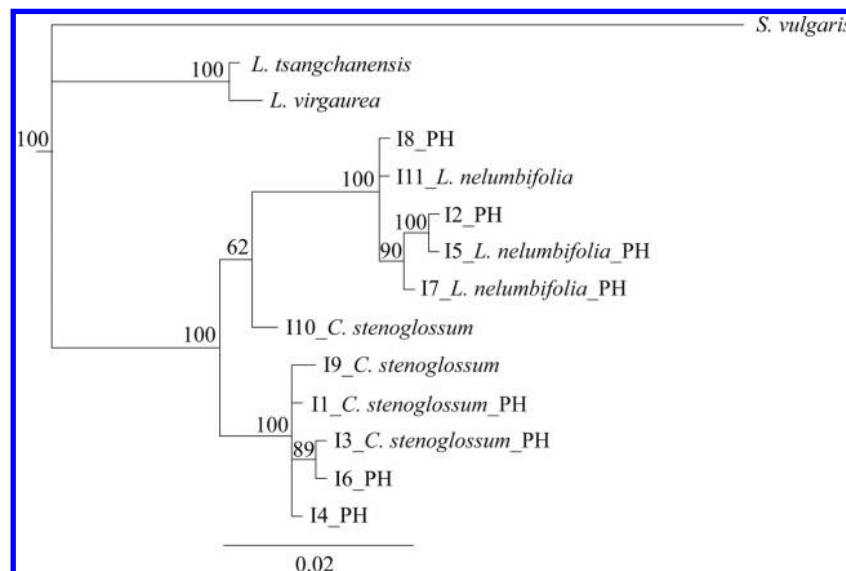 S. vulgaris
100
L. tsangchanensis
L. virgaurea
100
I8_PH
100
I11_L. nelumbifolia
I2_PH
100
62
90
I5_L. nelumbifolia_PH
I7_L. nelumbifolia_PH
100
I10_C. stenoglossum
I9_C. stenoglossum
I1_C. stenoglossum_PH
100
I3_C. stenoglossum_PH
89
I6_PH
I4_PH
0.02